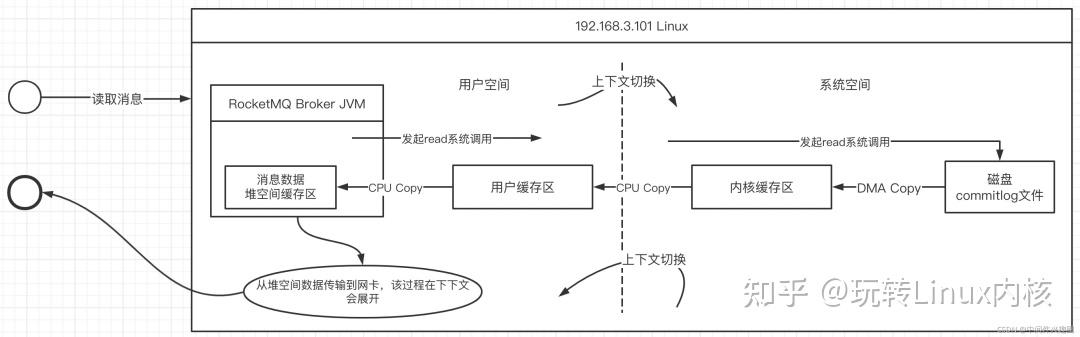 192.168.3.101 Linux
读取消息
RocketMQ Broker JVM
用户空间
上下文切换
系统空间
发起read系统调用
发起read系统调用
消息数据
堆空间缓存区
CPU Copy
用户缓存区
CPU Copy
内核缓存区
DMA Copy
磁盘
commitlog文件
上下文切换
从堆空间数据传输到网卡，该过程在下下文
会展开
知乎 @玩转Linux内核